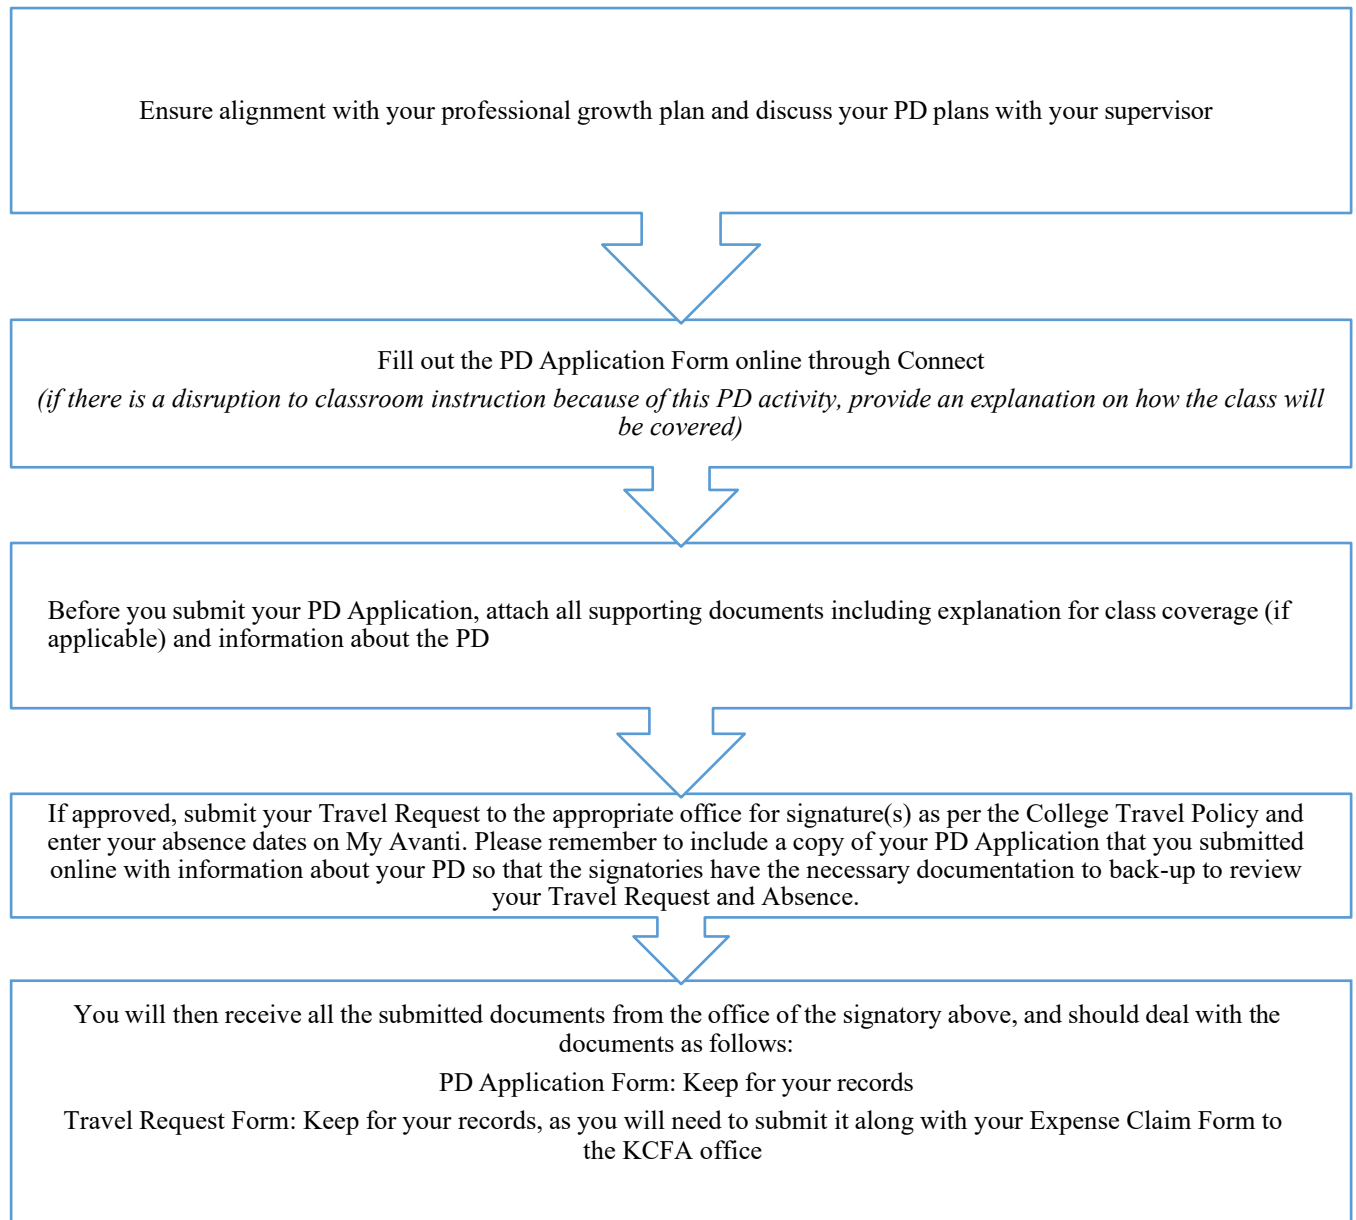 Ensure alignment with your professional growth plan and discuss your PD plans with your supervisor
Fill out the PD Application Form online through Connect
(if there is a disruption to classroom instruction because of this PD activity, provide an explanation on how the class will
be covered)
Before you submit your PD Application, attach all supporting documents including explanation for class coverage (if
applicable) and information about the PD
If approved, submit your Travel Request to the appropriate office for signature(s) as per the College Travel Policy and
enter your absence dates on My Avanti. Please remember to include a copy of your PD Application that you submitted
online with information about your PD so that the signatories have the necessary documentation to back-up to review
your Travel Request and Absence.
You will then receive all the submitted documents from the office of the signatory above, and should deal with the
documents as follows:
PD Application Form: Keep for your records
Travel Request Form: Keep for your records, as you will need to submit it along with your Expense Claim Form to
the KCFA office